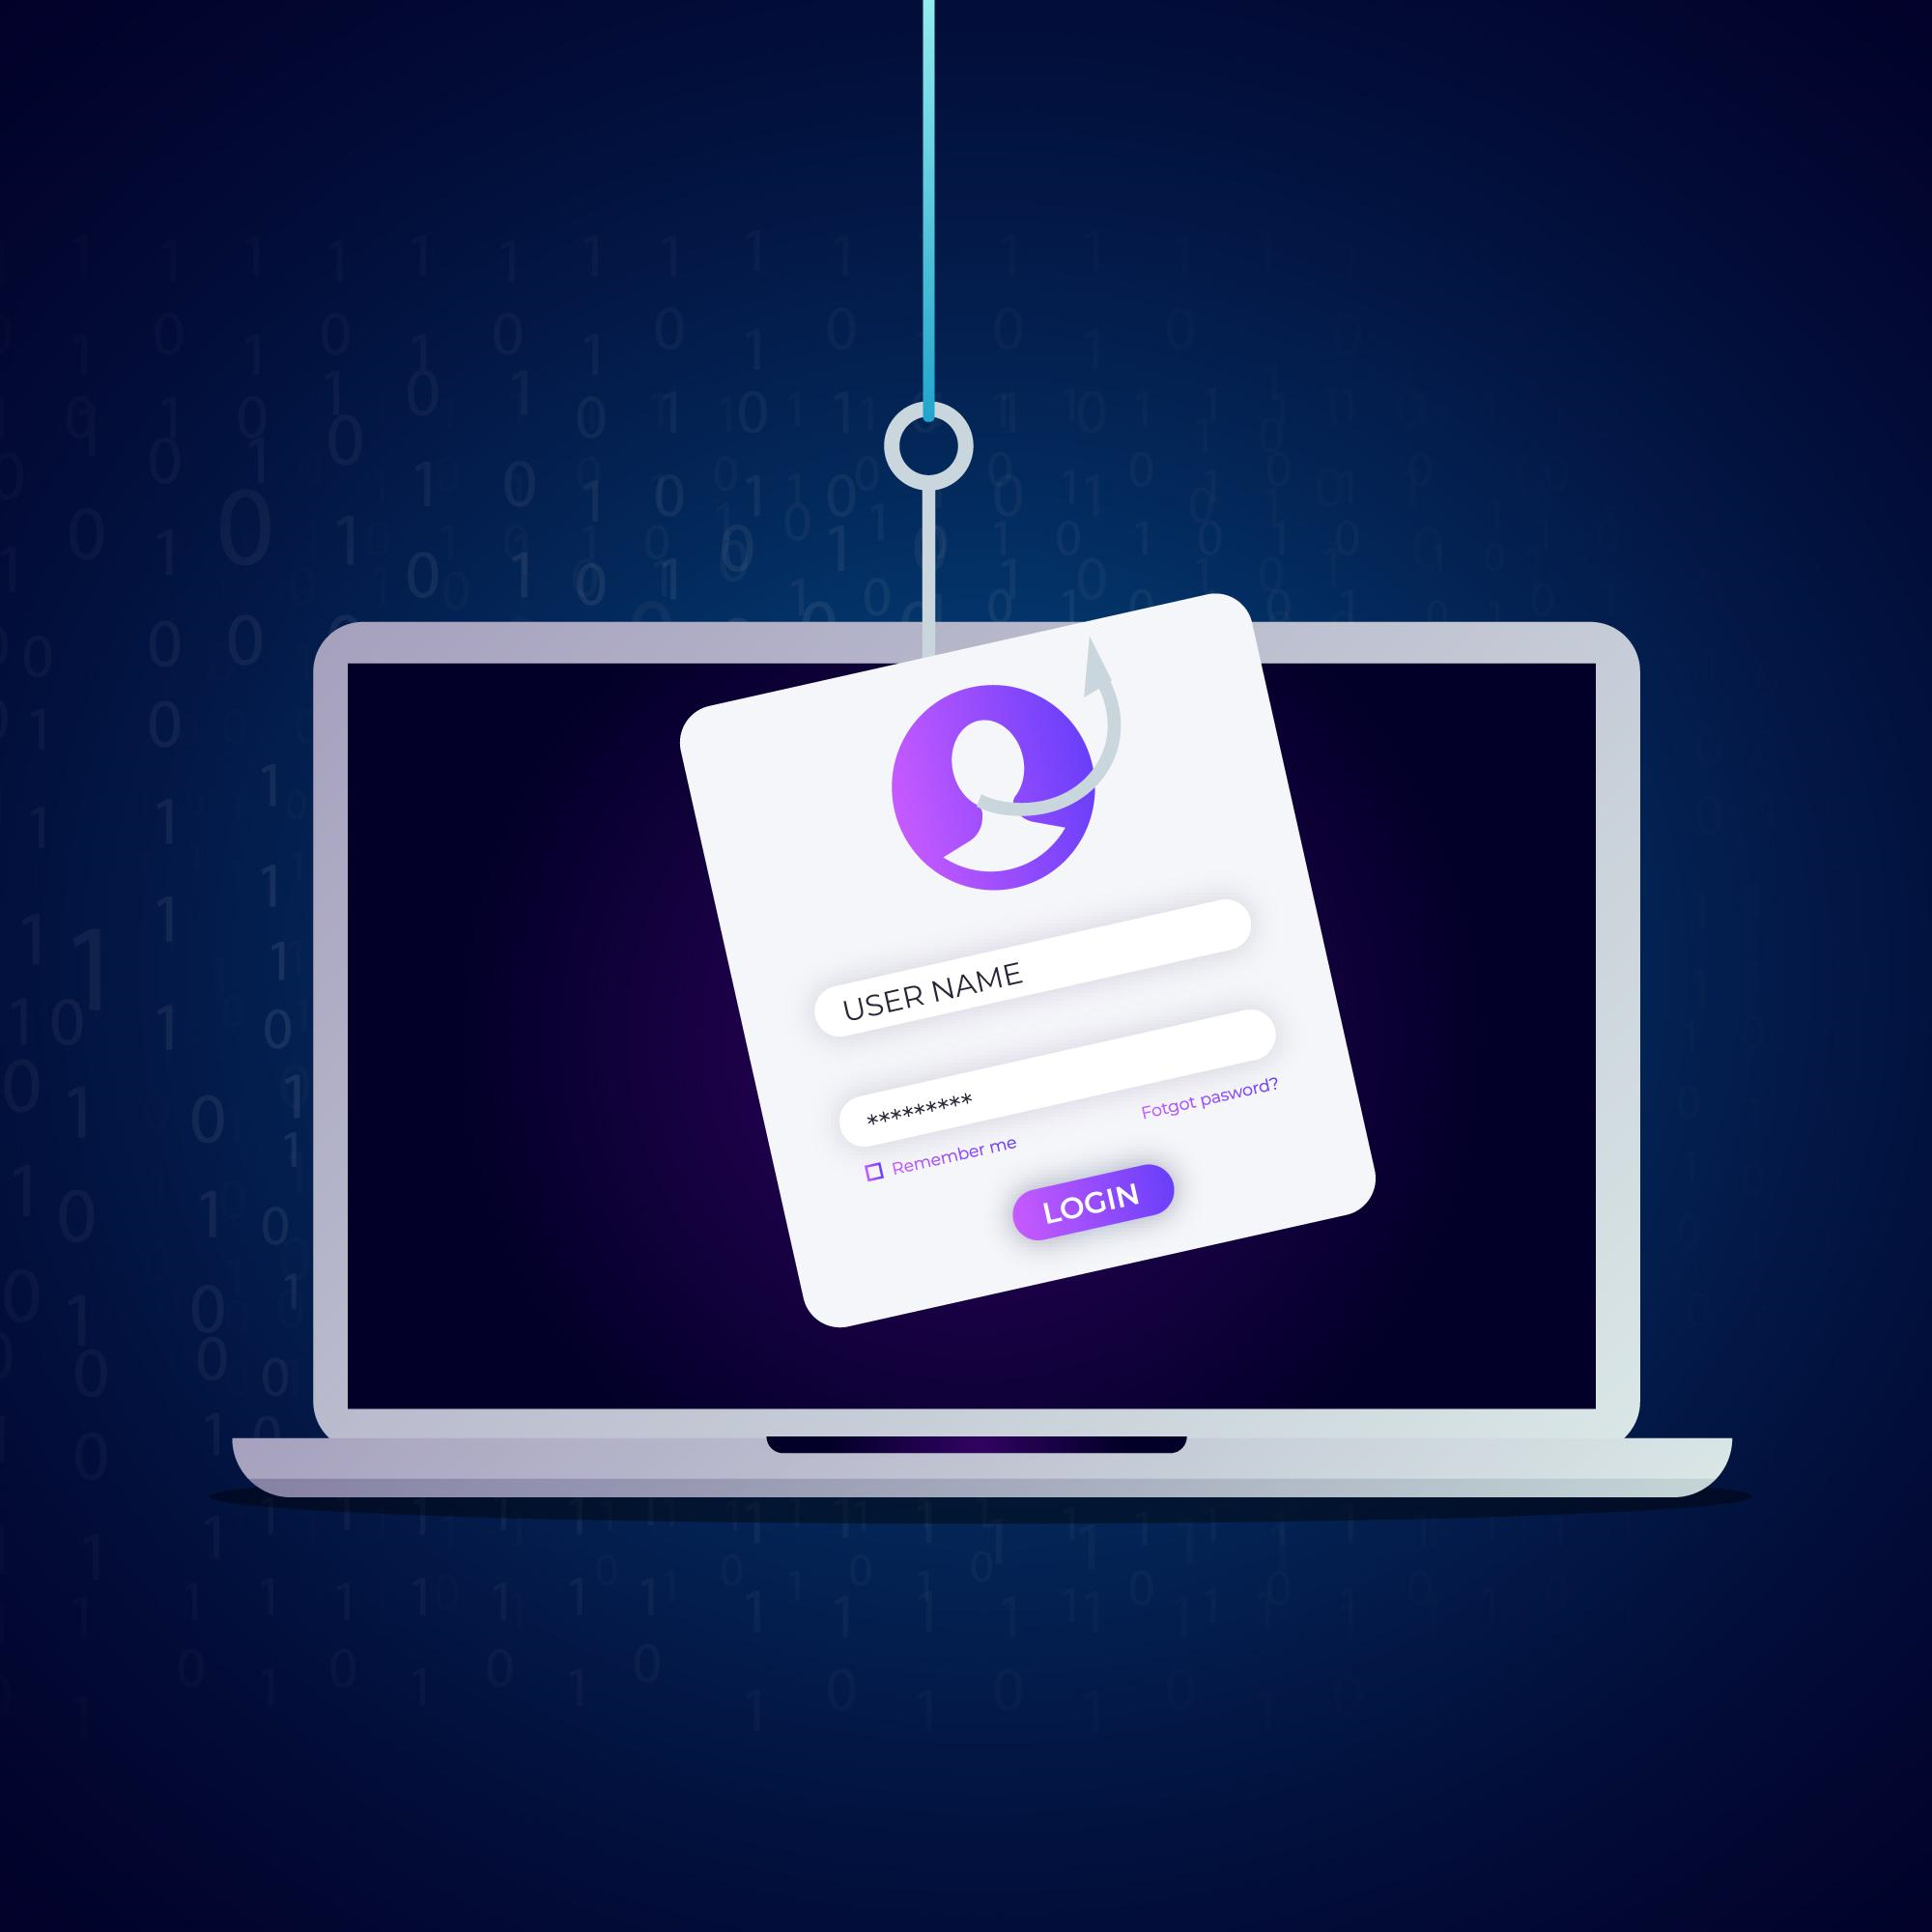 USER NAME
*********
Fotgot pasword?
Remember me
LOGIN